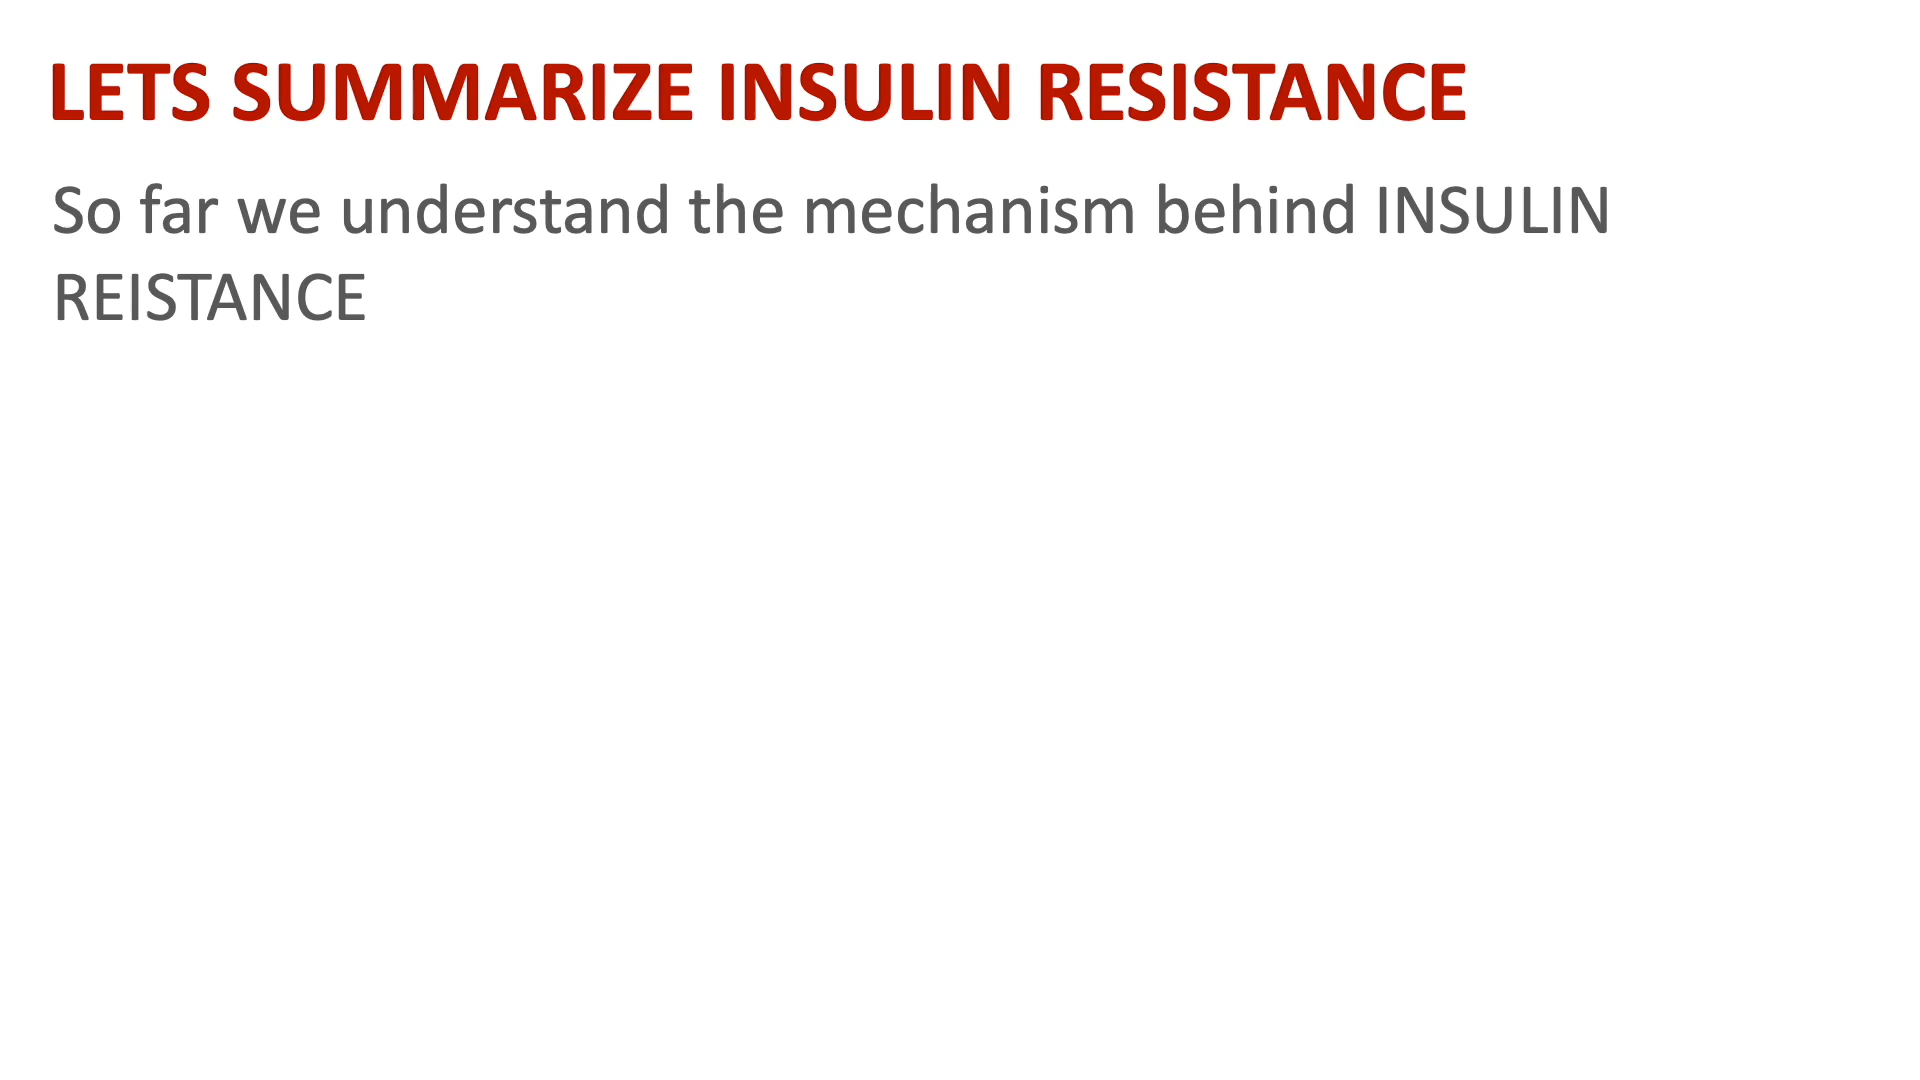 LETS SUMMARIZE INSULIN RESISTANCE
So far we understand the mechanism behind INSULIN
REISTANCE